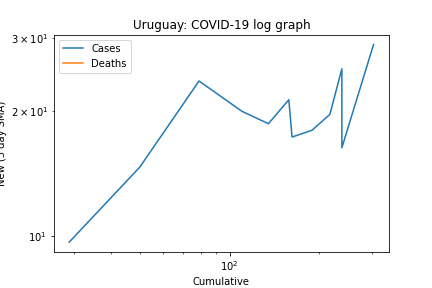 Uruguay: COVID-19 log graph
3 × 10¹
2 × 10¹
10¹
Cases
Deaths
10²
Cumulative
New (3 day SMA)